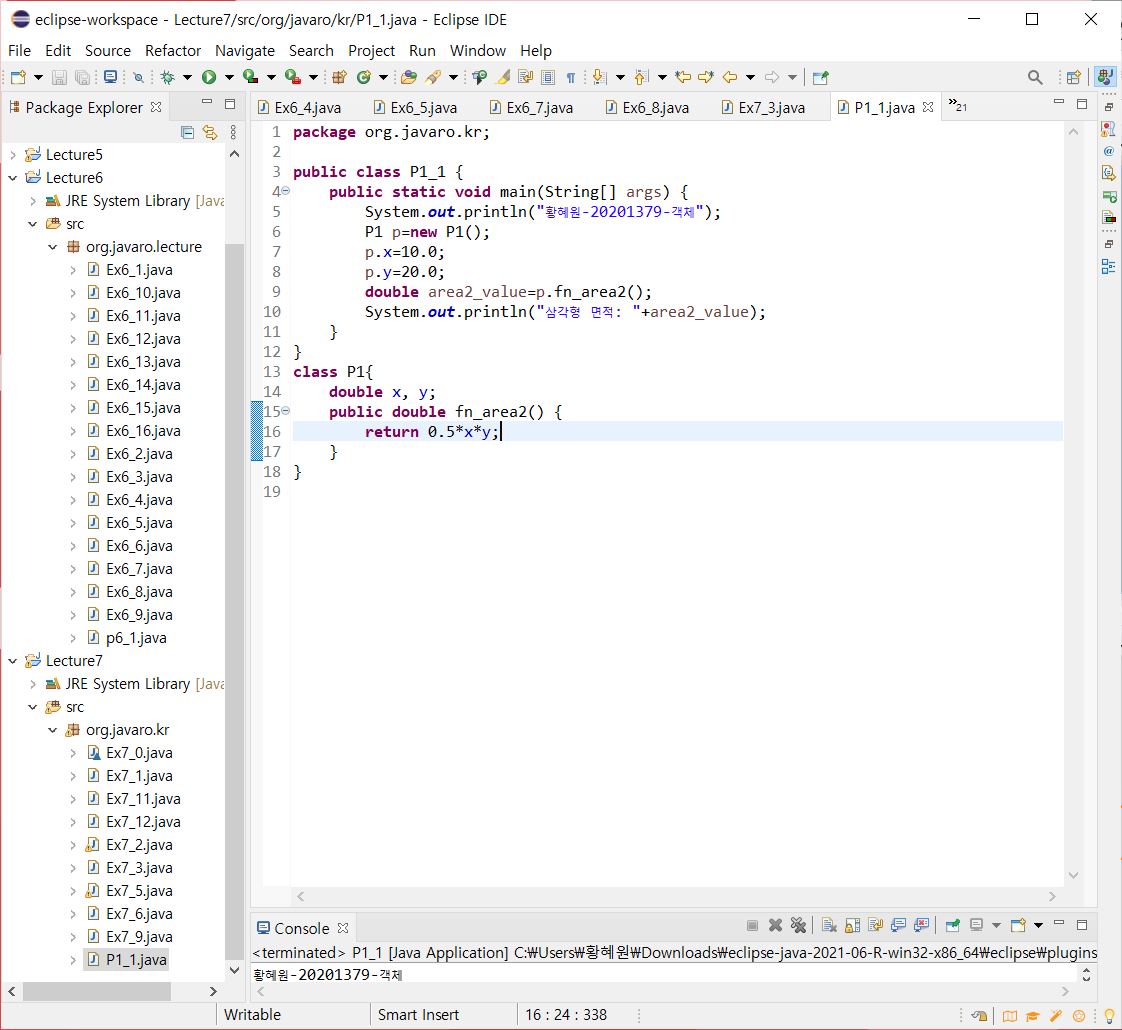 eclipse-workspace - Lecture7/src/org/javaro/kr/P1_1.java - Eclipse IDE
File Edit Source Refactor Navigate Search Project Run Window Help
Package Explorer
Lecture5
Lecture6
JRE System Library [Java
src
org.javaro.lecture
Ex6_1.java
Ex6_10.java
Ex6_11.java
Ex6_12.java
Ex6_13.java
Ex6_14.java
Ex6_15.java
Ex6_16.java
Ex6_2.java
Ex6_3.java
Ex6_4.java
Ex6_5.java
Ex6_6.java
Ex6_7.java
Ex6_8.java
Ex6_9.java
p6_1.java
Lecture7
JRE System Library [Java
src
org.javaro.kr
Ex7_0.java
Ex7_1.java
Ex7_11.java
Ex7_12.java
Ex7_2.java
Ex7_3.java
Ex7_5.java
Ex7_6.java
Ex7_9.java
P1_1.java
Ex6_4.java Ex6_5.java Ex6_7.java Ex6_8.java Ex7_3.java P1_1.java »21
1 package org.javaro.kr;
2
3 public class P1_1 {
4 public static void main(String[] args) {
5 System.out.println("황혜원-20201379-객체");
6 P1 p=new P1();
7 p.x=10.0;
8 p.y=20.0;
9 double area2_value=p.fn_area2();
10 System.out.println("삼각형 면적: "+area2_value);
11 }
12 }
13 class P1{
14 double x, y;
15 public double fn_area2() {
16 return 0.5*x*y;
17 }
18 }
19
Console
<terminated> P1_1 [Java Application] C:₩Users₩황혜원₩Downloads₩eclipse-java-2021-06-R-win32-x86_64₩eclipse₩plugins
황혜원-20201379-객체
Writable Smart Insert 16 : 24 : 338